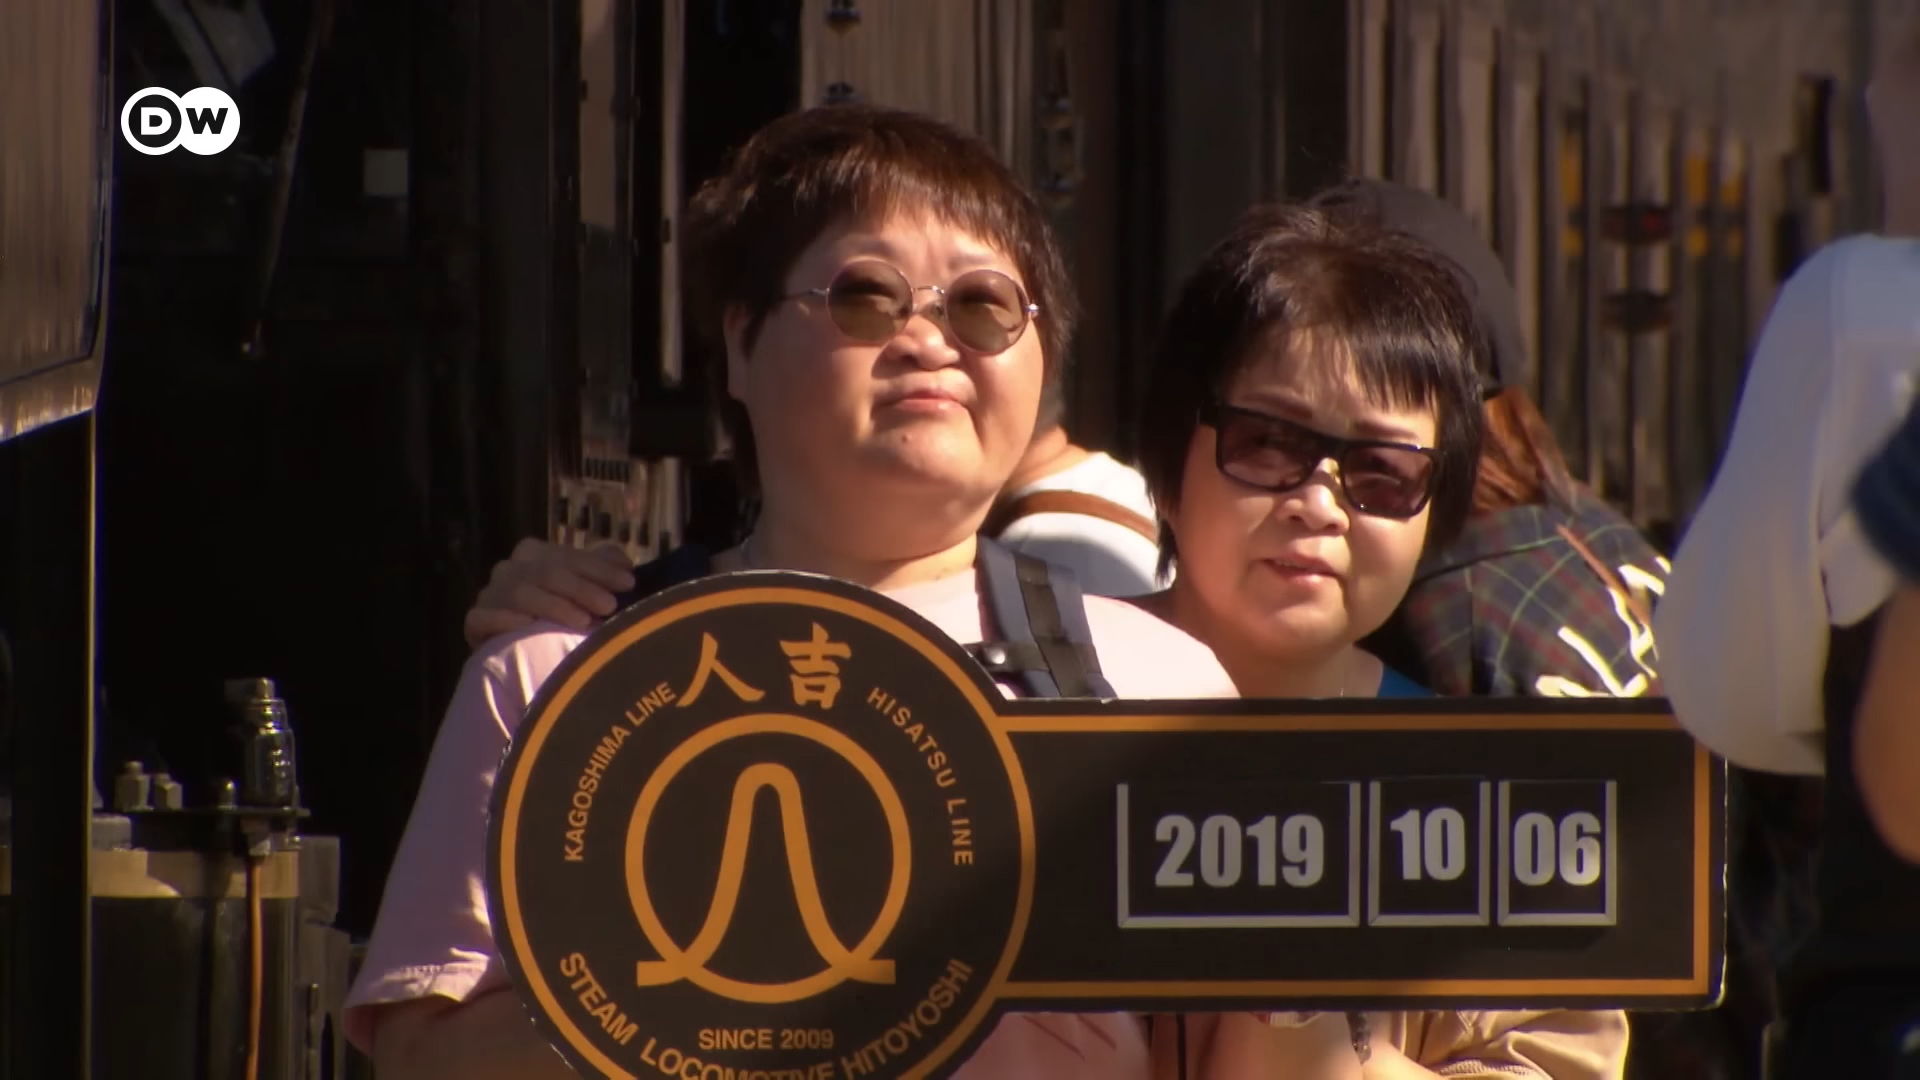 DW
人吉
KAGOSHIMA LINE
HISATSU LINE
2019 10 06
SINCE 2009
STEAM LOCOMOTIVE HITOYOSHI